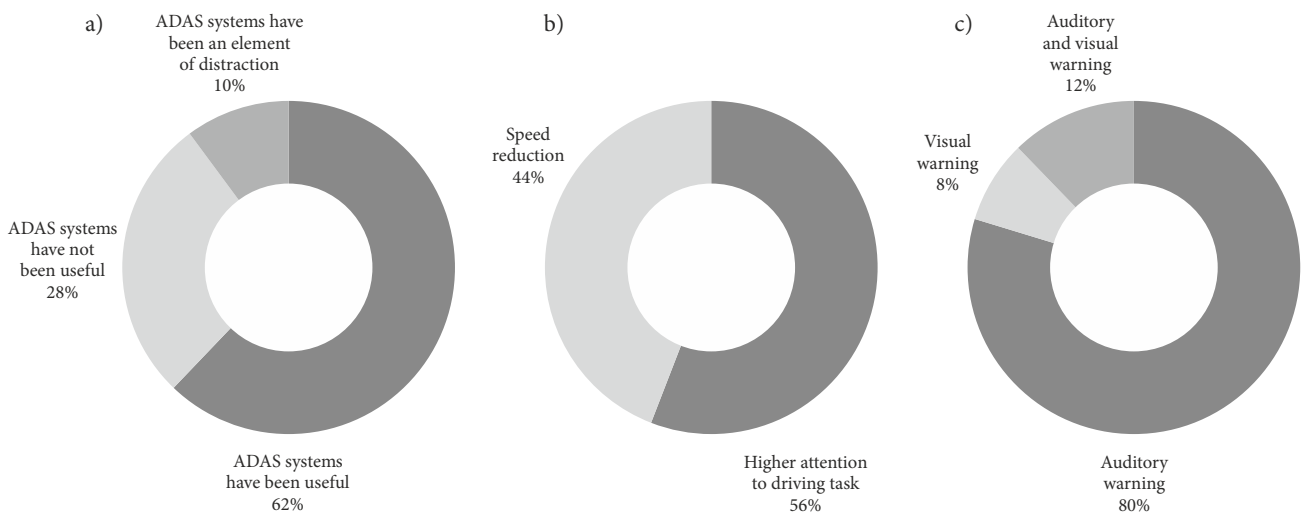 a)
ADAS systems have
been an element
of distraction
10%
ADAS systems
have not
been useful
28%
ADAS systems
have been useful
62%
b)
Speed
reduction
44%
Higher attention
to driving task
56%
c)
Auditory
and visual
warning
12%
Visual
warning
8%
Auditory
warning
80%